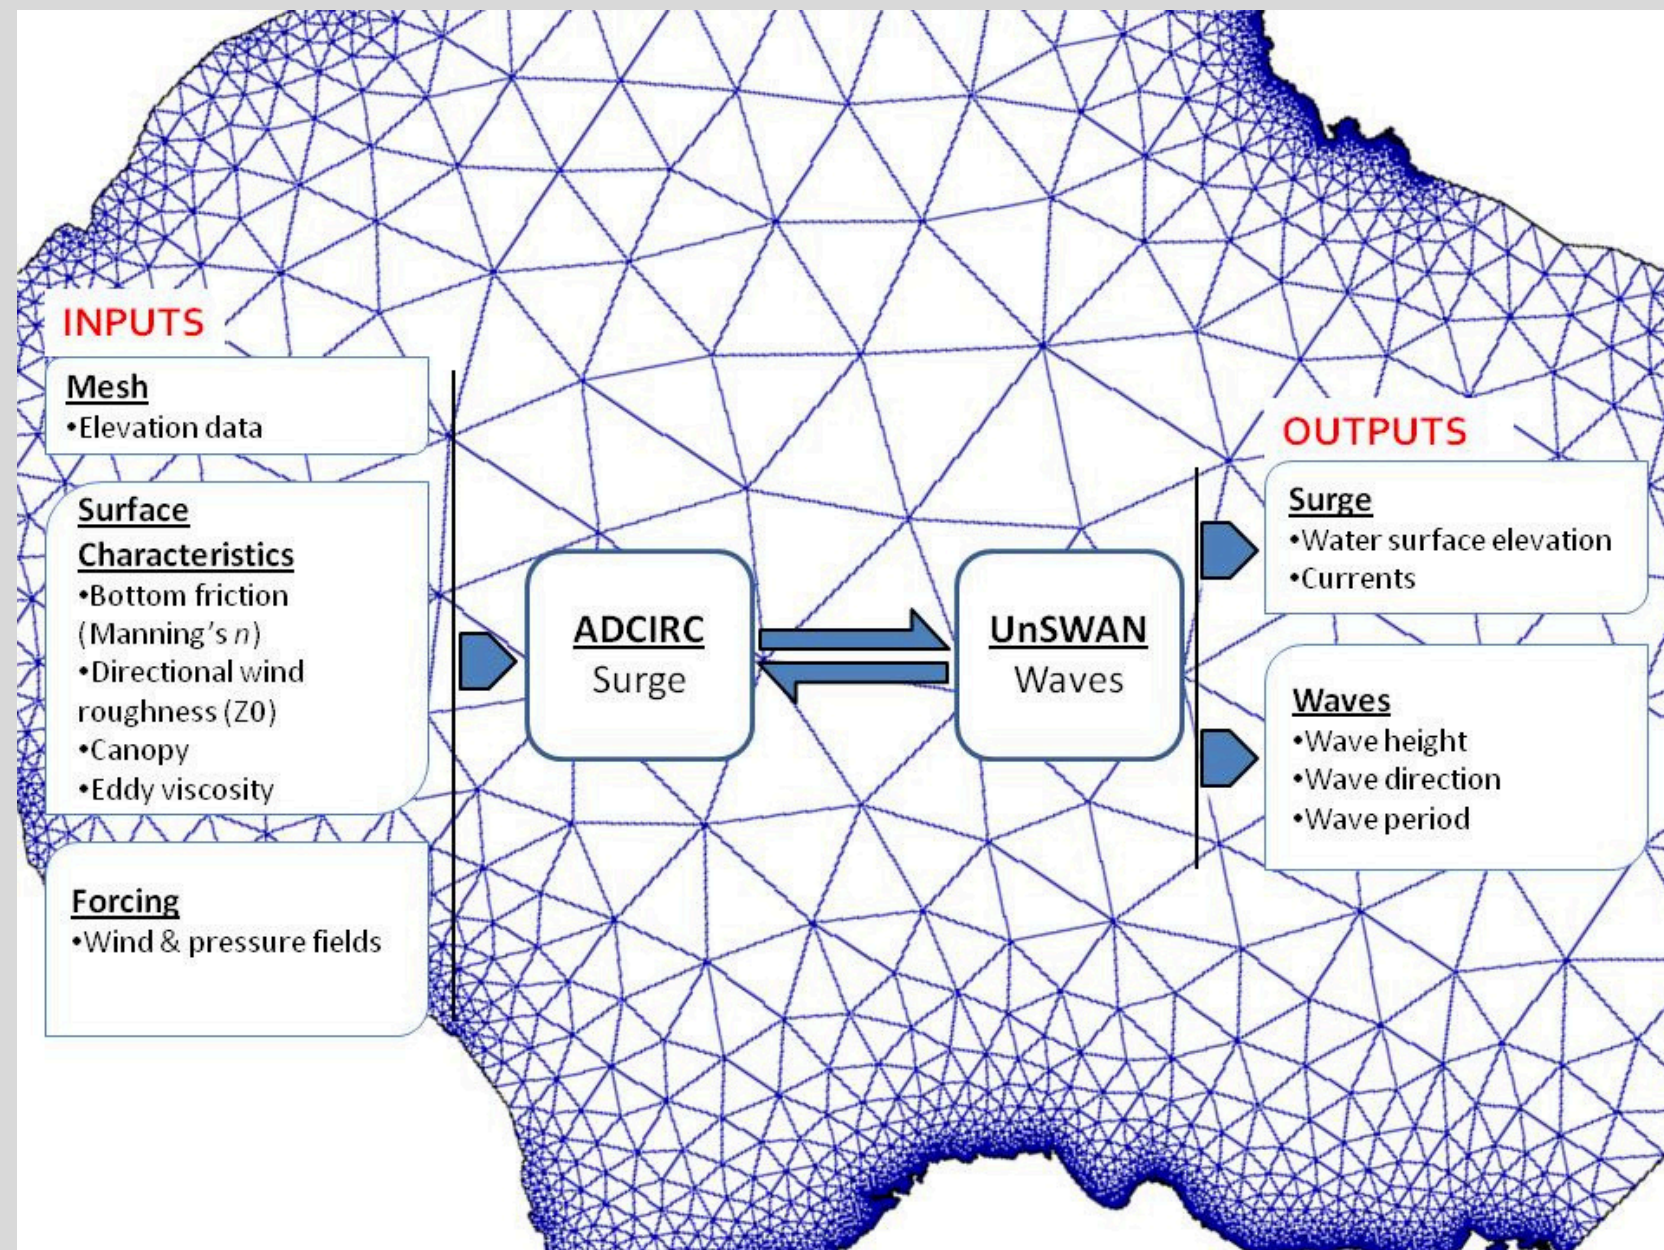 INPUTS
Mesh
•Elevation data
Surface
Characteristics
•Bottom friction
(Manning's n)
•Directional wind
roughness (Z0)
•Canopy
•Eddy viscosity
Forcing
•Wind & pressure fields
ADCIRC
Surge
UnSWAN
Waves
OUTPUTS
Surge
•Water surface elevation
•Currents
Waves
•Wave height
•Wave direction
•Wave period